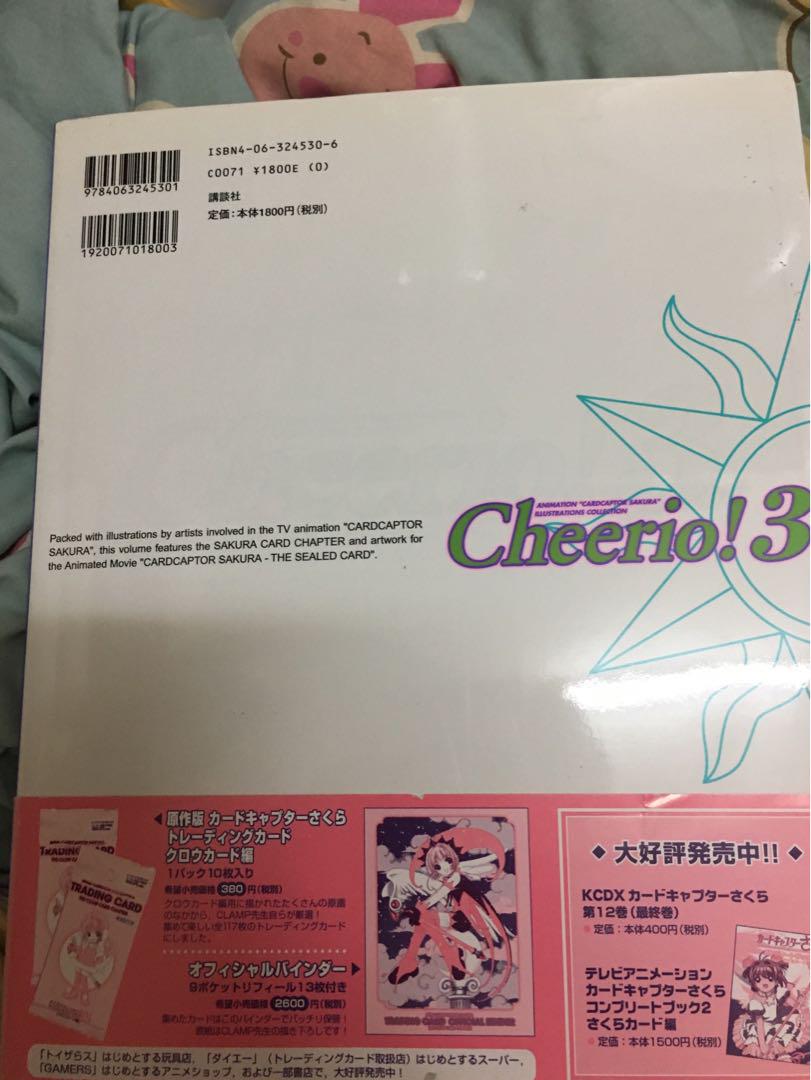 ISBN4-06-324530-6
C0071 ¥1800E (0)
9784063245301
講談社
定価:本体1800円(税別)
1920071018003
Packed with illustrations by artists involved in the TV animation "CARDCAPTOR
SAKURA", this volume features the SAKURA CARD CHAPTER and artwork for
the Animated Movie "CARDCAPTOR SAKURA - THE SEALED CARD".
ANIMATION "CARDCAPTOR SAKURA"
ILLUSTRATIONS COLLECTION
Cheerio! 3
TRADING CARD
原作版 カードキャプターさくら
トレーディングカード
クロウカード編
1パック10枚入り
希望小売価格 380円(税別)
クロウカード編用に描かれたたくさんの原画
のなかから、CLAMP先生自らが厳選!
集めて楽しい全117枚のトレーディングカード
にしました。
オフィシャルバインダー
9ポケットリフィール13枚付き
希望小売価格 2600円(税別)
集めたカードはこのバインダーでバッチリ保管!
表紙はCLAMP先生の描き下ろしです!
TRADING CARD OFFICIAL BINDER
「トイザらス」はじめとする玩具店,「ダイエー」(トレーディングカード取扱店)はじめとするスーパー,
「GAMERS」はじめとするアニメショップ,および一部書店で,大好評発売中!
◆ 大好評発売中!! ◆
KCDX カードキャプターさくら
第12巻(最終巻)
●定価:本体400円(税別)
テレビアニメーション
カードキャプターさくら
コンプリートブック2
さくらカード編
●定価:本体1500円(税別)
カードキャプターさ